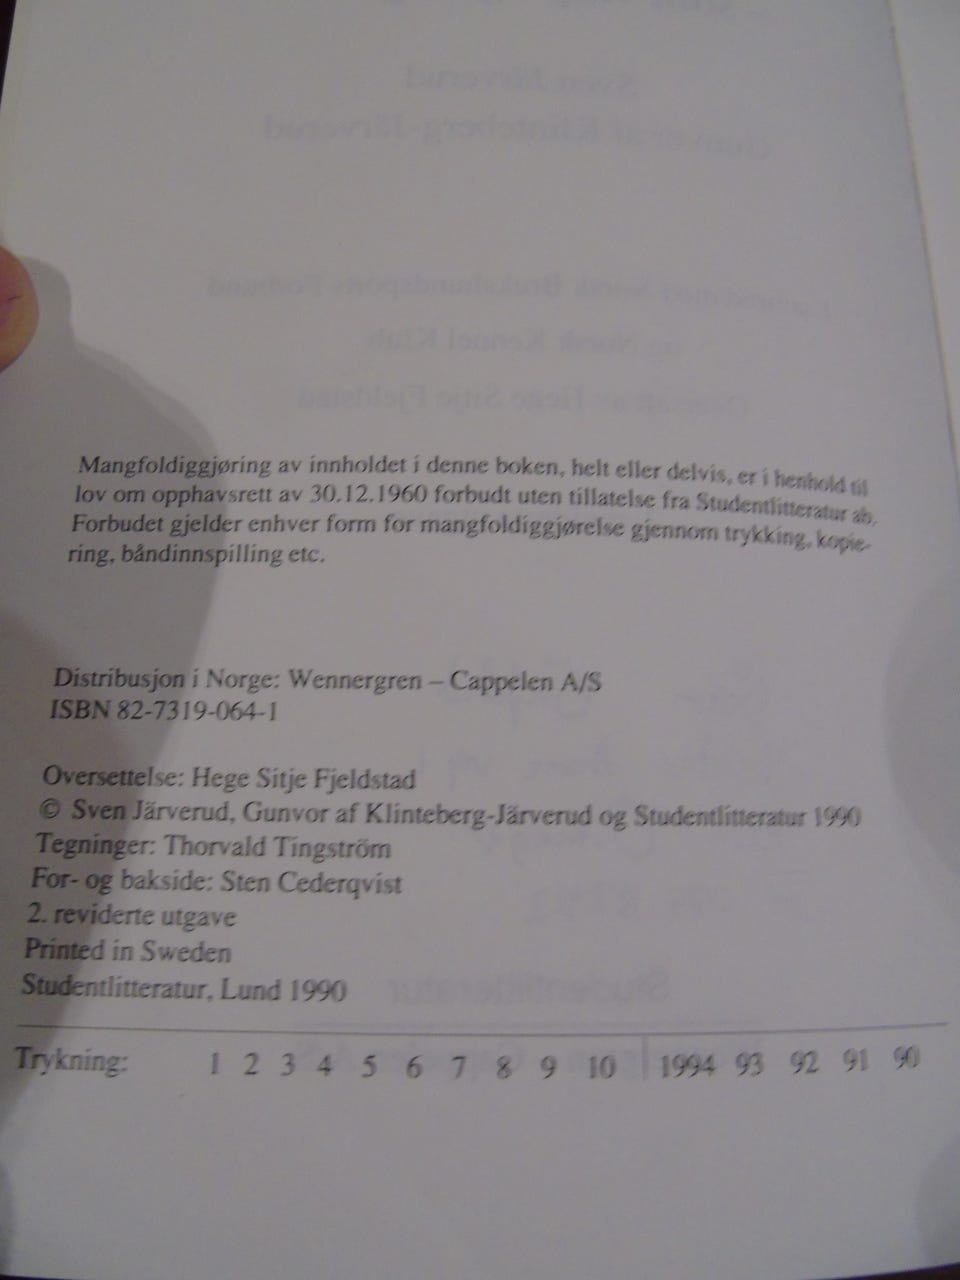 Mangfoldiggjøring av innholdet i denne boken, helt eller delvis, er i henhold til
lov om opphavsrett av 30.12.1960 forbudt uten tillatelse fra Studentlitteratur ab.
Forbudet gjelder enhver form for mangfoldiggjørelse gjennom trykking, kopie-
ring, båndinnspilling etc.
Distribusjon i Norge: Wennergren – Cappelen A/S
ISBN 82-7319-064-1
Oversettelse: Hege Sitje Fjeldstad
© Sven Järverud, Gunvor af Klinteberg-Järverud og Studentlitteratur 1990
Tegninger: Thorvald Tingström
For- og bakside: Sten Cederqvist
2. reviderte utgave
Printed in Sweden
Studentlitteratur, Lund 1990
Trykning: 1 2 3 4 5 6 7 8 9 10 | 1994 93 92 91 90